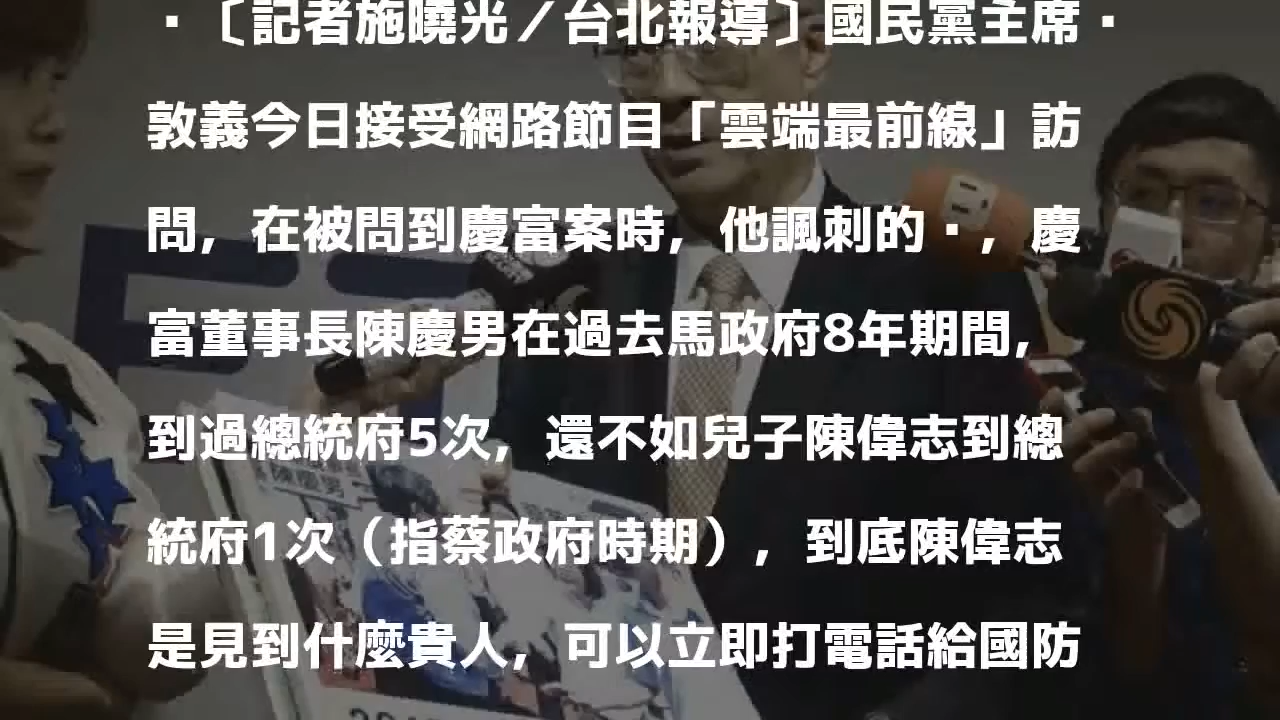 ·〔記者施曉光／台北報導〕國民黨主席·
敦義今日接受網路節目「雲端最前線」訪
問，在被問到慶富案時，他諷刺的·，慶
富董事長陳慶男在過去馬政府8年期間，
到過總統府5次，還不如兒子陳偉志到總
統府1次（指蔡政府時期），到底陳偉志
是見到什麼貴人，可以立即打電話給國防
陳慶男